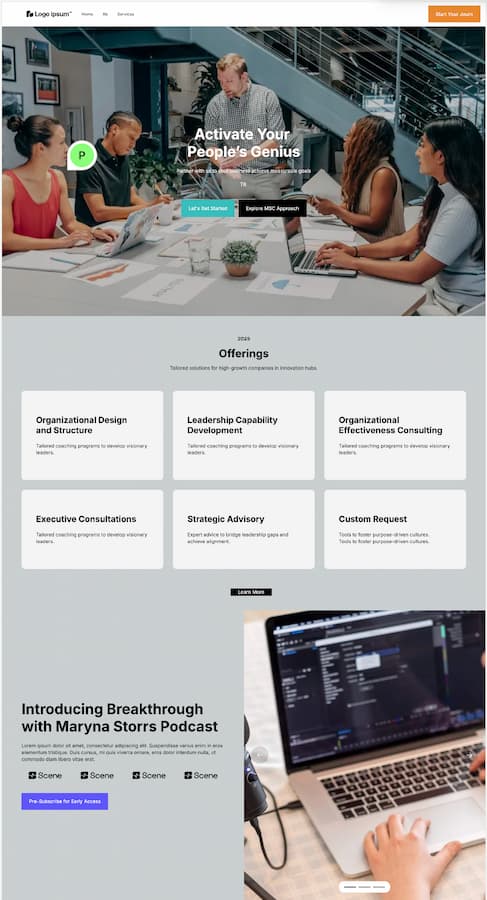 Logo ipsum™ Home My Services Start Your Journ
P
Activate Your
People's Genius
Partner with us to your business achieve measurable goals
To
Let's Get Started Explore MSC Approach
2025
Offerings
Tailored solutions for high-growth companies in innovation hubs.
Organizational Design
and Structure
Tailored coaching programs to develop visionary
leaders.
Leadership Capability
Development
Tailored coaching programs to develop visionary
leaders.
Organizational
Effectiveness Consulting
Tailored coaching programs to develop visionary
leaders.
Executive Consultations
Tailored coaching programs to develop visionary
leaders.
Strategic Advisory
Expert advice to bridge leadership gaps and
achieve alignment.
Custom Request
Tools to foster purpose-driven cultures.
Tools to foster purpose-driven cultures.
Learn More
Introducing Breakthrough
with Maryna Storrs Podcast
Lorem ipsum dolor sit amet, consectetur adipiscing elit. Suspendisse varius enim in eros
elementum tristique. Duis cursus, mi quis viverra ornare, eros dolor interdum nulla, ut
commodo diam libero vitae erat.
Scene Scene Scene Scene
Pre-Subscribe for Early Access